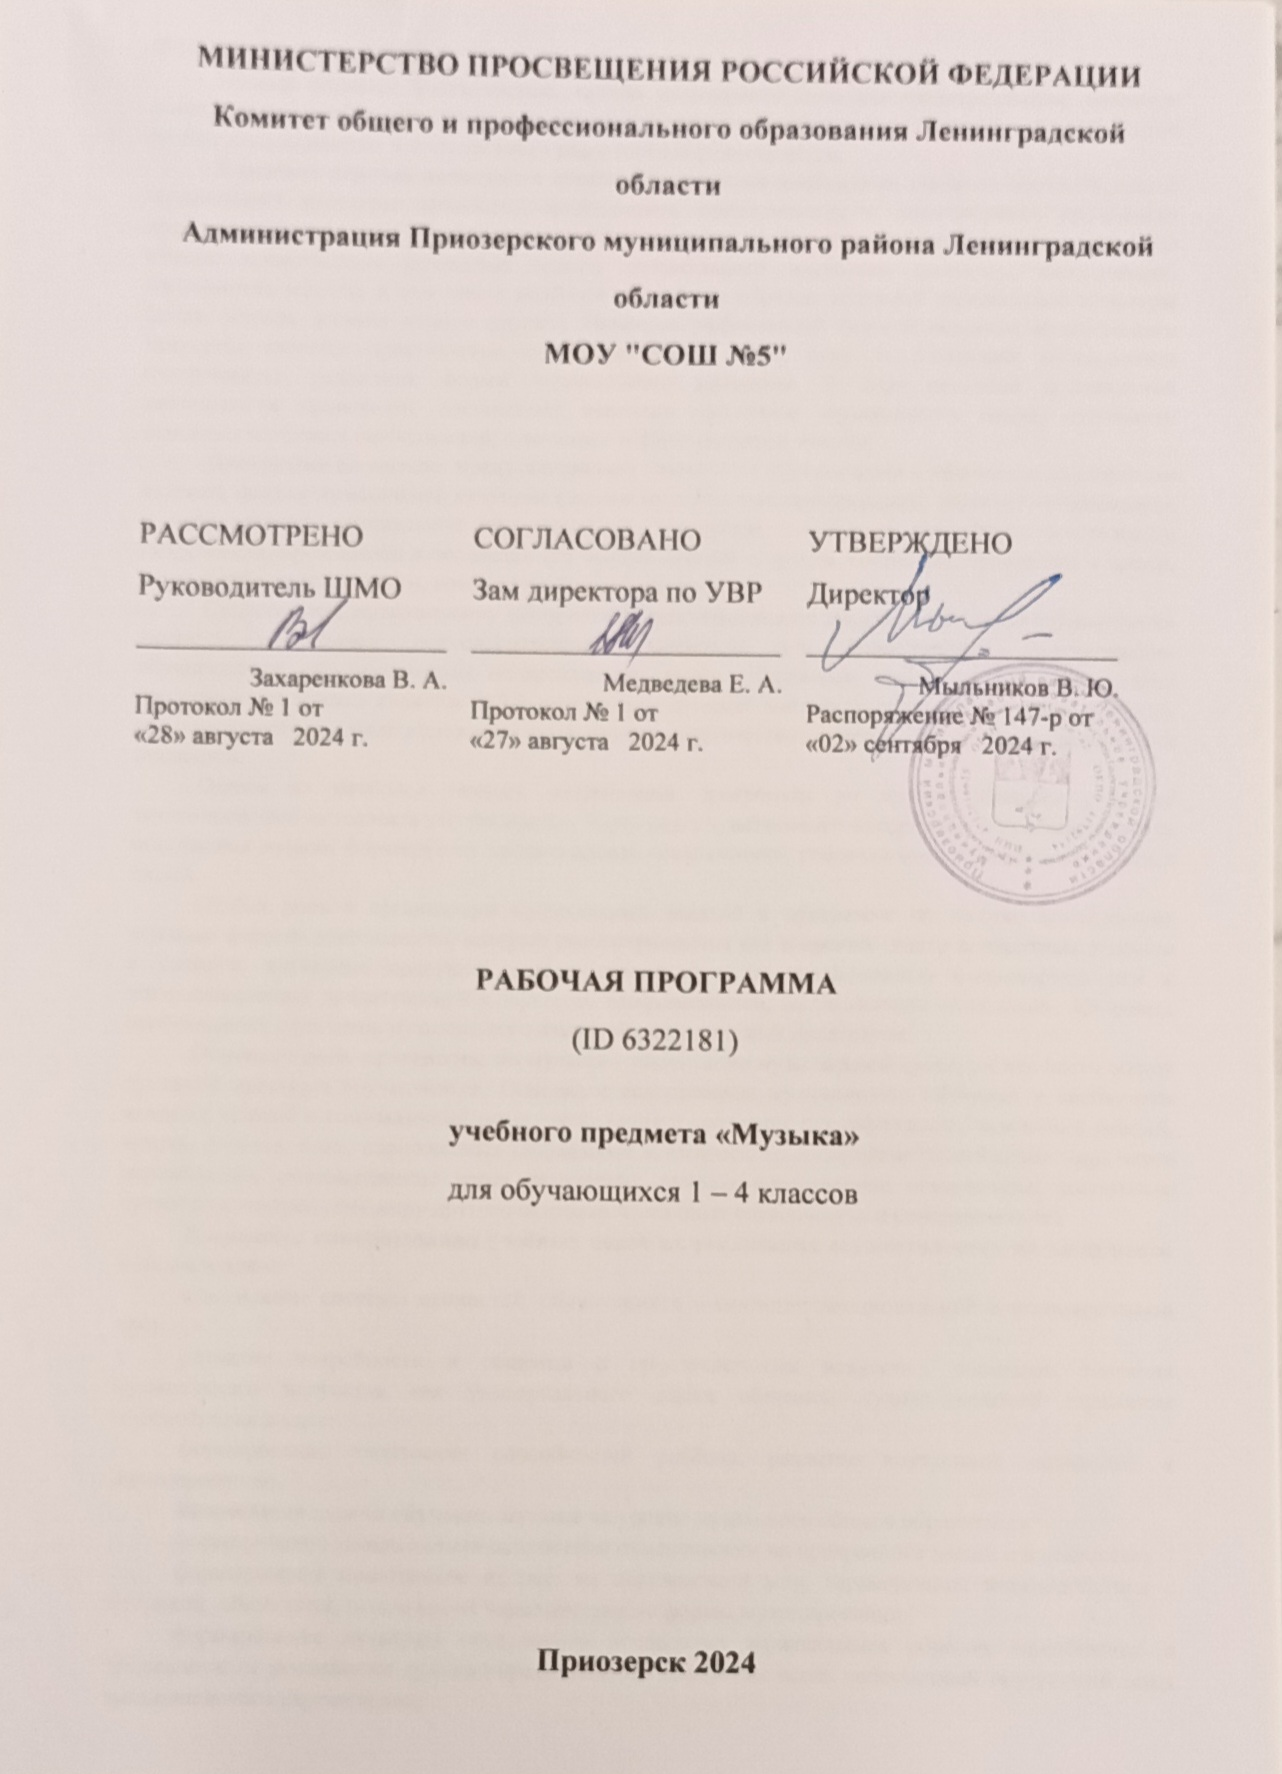 МИНИСТЕРСТВО ПРОСВЕЩЕНИЯ РОССИЙСКОЙ ФЕДЕРАЦИИ
Комитет общего и профессионального образования Ленинградской
области
Администрация Приозерского муниципального района Ленинградской
области
МОУ "СОШ №5"
РАССМОТРЕНО
Руководитель ШМО
Захаренкова В. А.
Протокол № 1 от
«28» августа 2024 г.
СОГЛАСОВАНО
Зам директора по УВР
Медведева Е. А.
Протокол № 1 от
«27» августа 2024 г.
УТВЕРЖДЕНО
Директор
Мыльников В. Ю.
Распоряжение № 147-р от
«02» сентября 2024 г.
РАБОЧАЯ ПРОГРАММА
(ID 6322181)
учебного предмета «Музыка»
для обучающихся 1 – 4 классов
Приозерск 2024